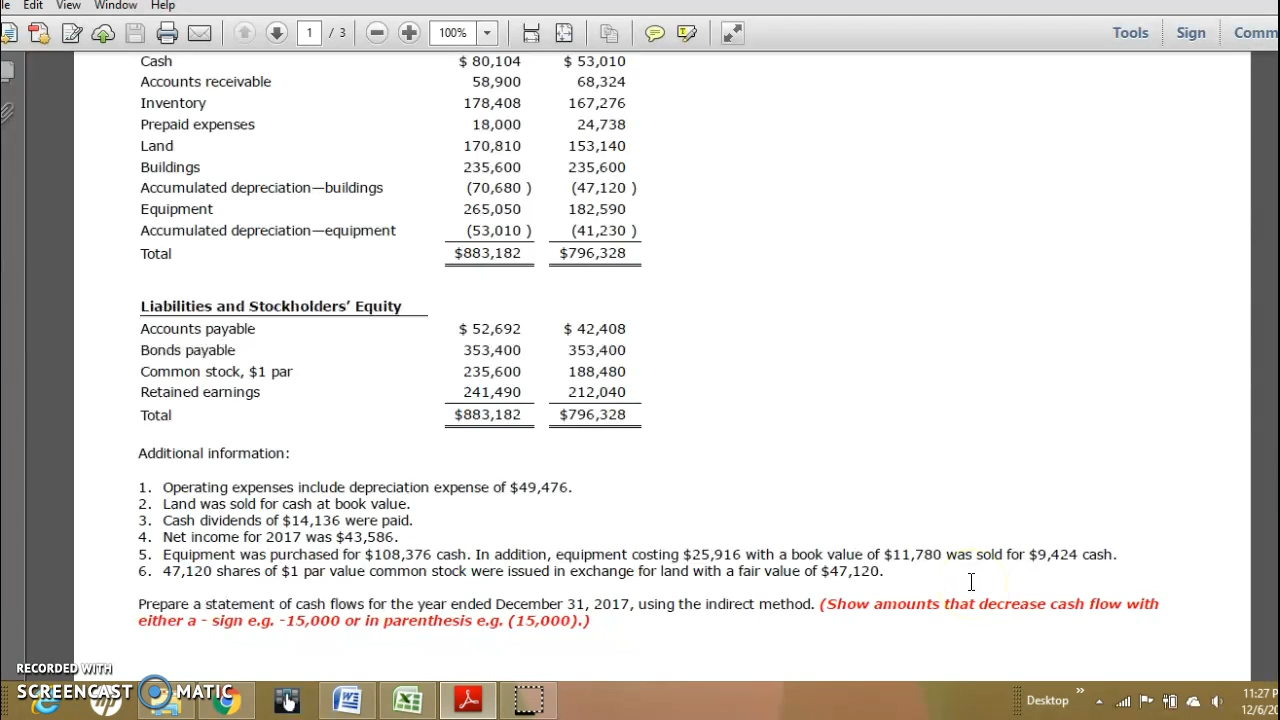 le Edit View Window Help
1 / 3 100% Tools Sign Comm
Cash $ 80,104 $ 53,010
Accounts receivable 58,900 68,324
Inventory 178,408 167,276
Prepaid expenses 18,000 24,738
Land 170,810 153,140
Buildings 235,600 235,600
Accumulated depreciation—buildings (70,680 ) (47,120 )
Equipment 265,050 182,590
Accumulated depreciation—equipment (53,010 ) (41,230 )
Total $883,182 $796,328
Liabilities and Stockholders’ Equity
Accounts payable $ 52,692 $ 42,408
Bonds payable 353,400 353,400
Common stock, $1 par 235,600 188,480
Retained earnings 241,490 212,040
Total $883,182 $796,328
Additional information:
1. Operating expenses include depreciation expense of $49,476.
2. Land was sold for cash at book value.
3. Cash dividends of $14,136 were paid.
4. Net income for 2017 was $43,586.
5. Equipment was purchased for $108,376 cash. In addition, equipment costing $25,916 with a book value of $11,780 was sold for $9,424 cash.
6. 47,120 shares of $1 par value common stock were issued in exchange for land with a fair value of $47,120.
Prepare a statement of cash flows for the year ended December 31, 2017, using the indirect method. (Show amounts that decrease cash flow with
either a - sign e.g. -15,000 or in parenthesis e.g. (15,000).)
RECORDED WITH
SCREENCAST MATIC
Desktop
11:27 P
12/6/20